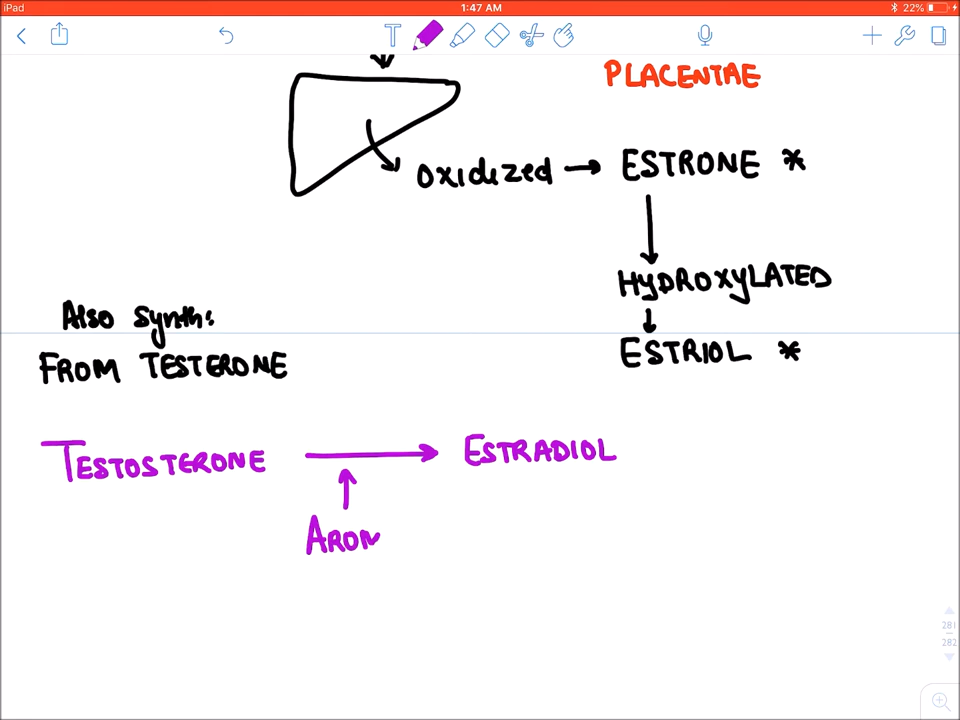 iPad
1:47 AM
22%
T
PLACENTAE
Oxidized → ESTRONE *
HYDROXYLATED
ESTRIOL *
Also Synth:
FROM TESTERONE
TESTOSTERONE → ESTRADIOL
AROM
281
282